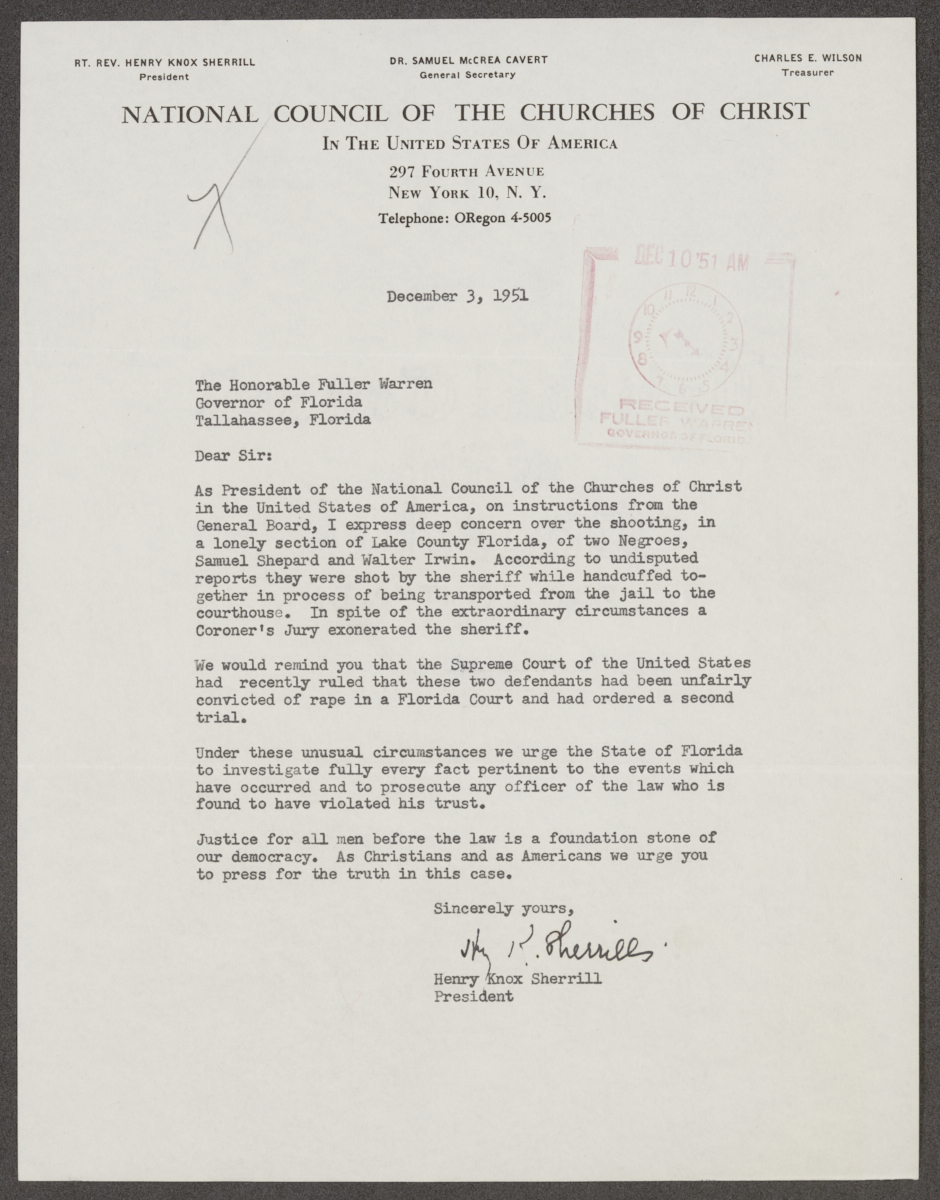 RT. REV. HENRY KNOX SHERRILL
President
DR. SAMUEL McCREA CAVERT
General Secretary
CHARLES E. WILSON
Treasurer
NATIONAL COUNCIL OF THE CHURCHES OF CHRIST
IN THE UNITED STATES OF AMERICA
297 FOURTH AVENUE
NEW YORK 10, N. Y.
Telephone: ORegon 4-5005
DEC 10 '51 AM
12 1 2 3 4 5 6 7 8 9 10 11
RECEIVED
FULLER WARREN
GOVERNOR OF FLORIDA
December 3, 1951
The Honorable Fuller Warren
Governor of Florida
Tallahassee, Florida
Dear Sir:
As President of the National Council of the Churches of Christ
in the United States of America, on instructions from the
General Board, I express deep concern over the shooting, in
a lonely section of Lake County Florida, of two Negroes,
Samuel Shepard and Walter Irwin. According to undisputed
reports they were shot by the sheriff while handcuffed to-
gether in process of being transported from the jail to the
courthouse. In spite of the extraordinary circumstances a
Coroner's Jury exonerated the sheriff.
We would remind you that the Supreme Court of the United States
had recently ruled that these two defendants had been unfairly
convicted of rape in a Florida Court and had ordered a second
trial.
Under these unusual circumstances we urge the State of Florida
to investigate fully every fact pertinent to the events which
have occurred and to prosecute any officer of the law who is
found to have violated his trust.
Justice for all men before the law is a foundation stone of
our democracy. As Christians and as Americans we urge you
to press for the truth in this case.
Sincerely yours,
Hy K. Sherrill
Henry Knox Sherrill
President